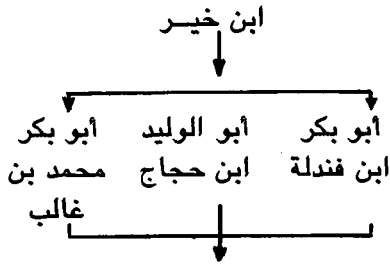 ابن خير
أبو بكر
ابن فندلة
أبو الوليد
ابن حجاج
أبو بكر
محمد بن
غالب